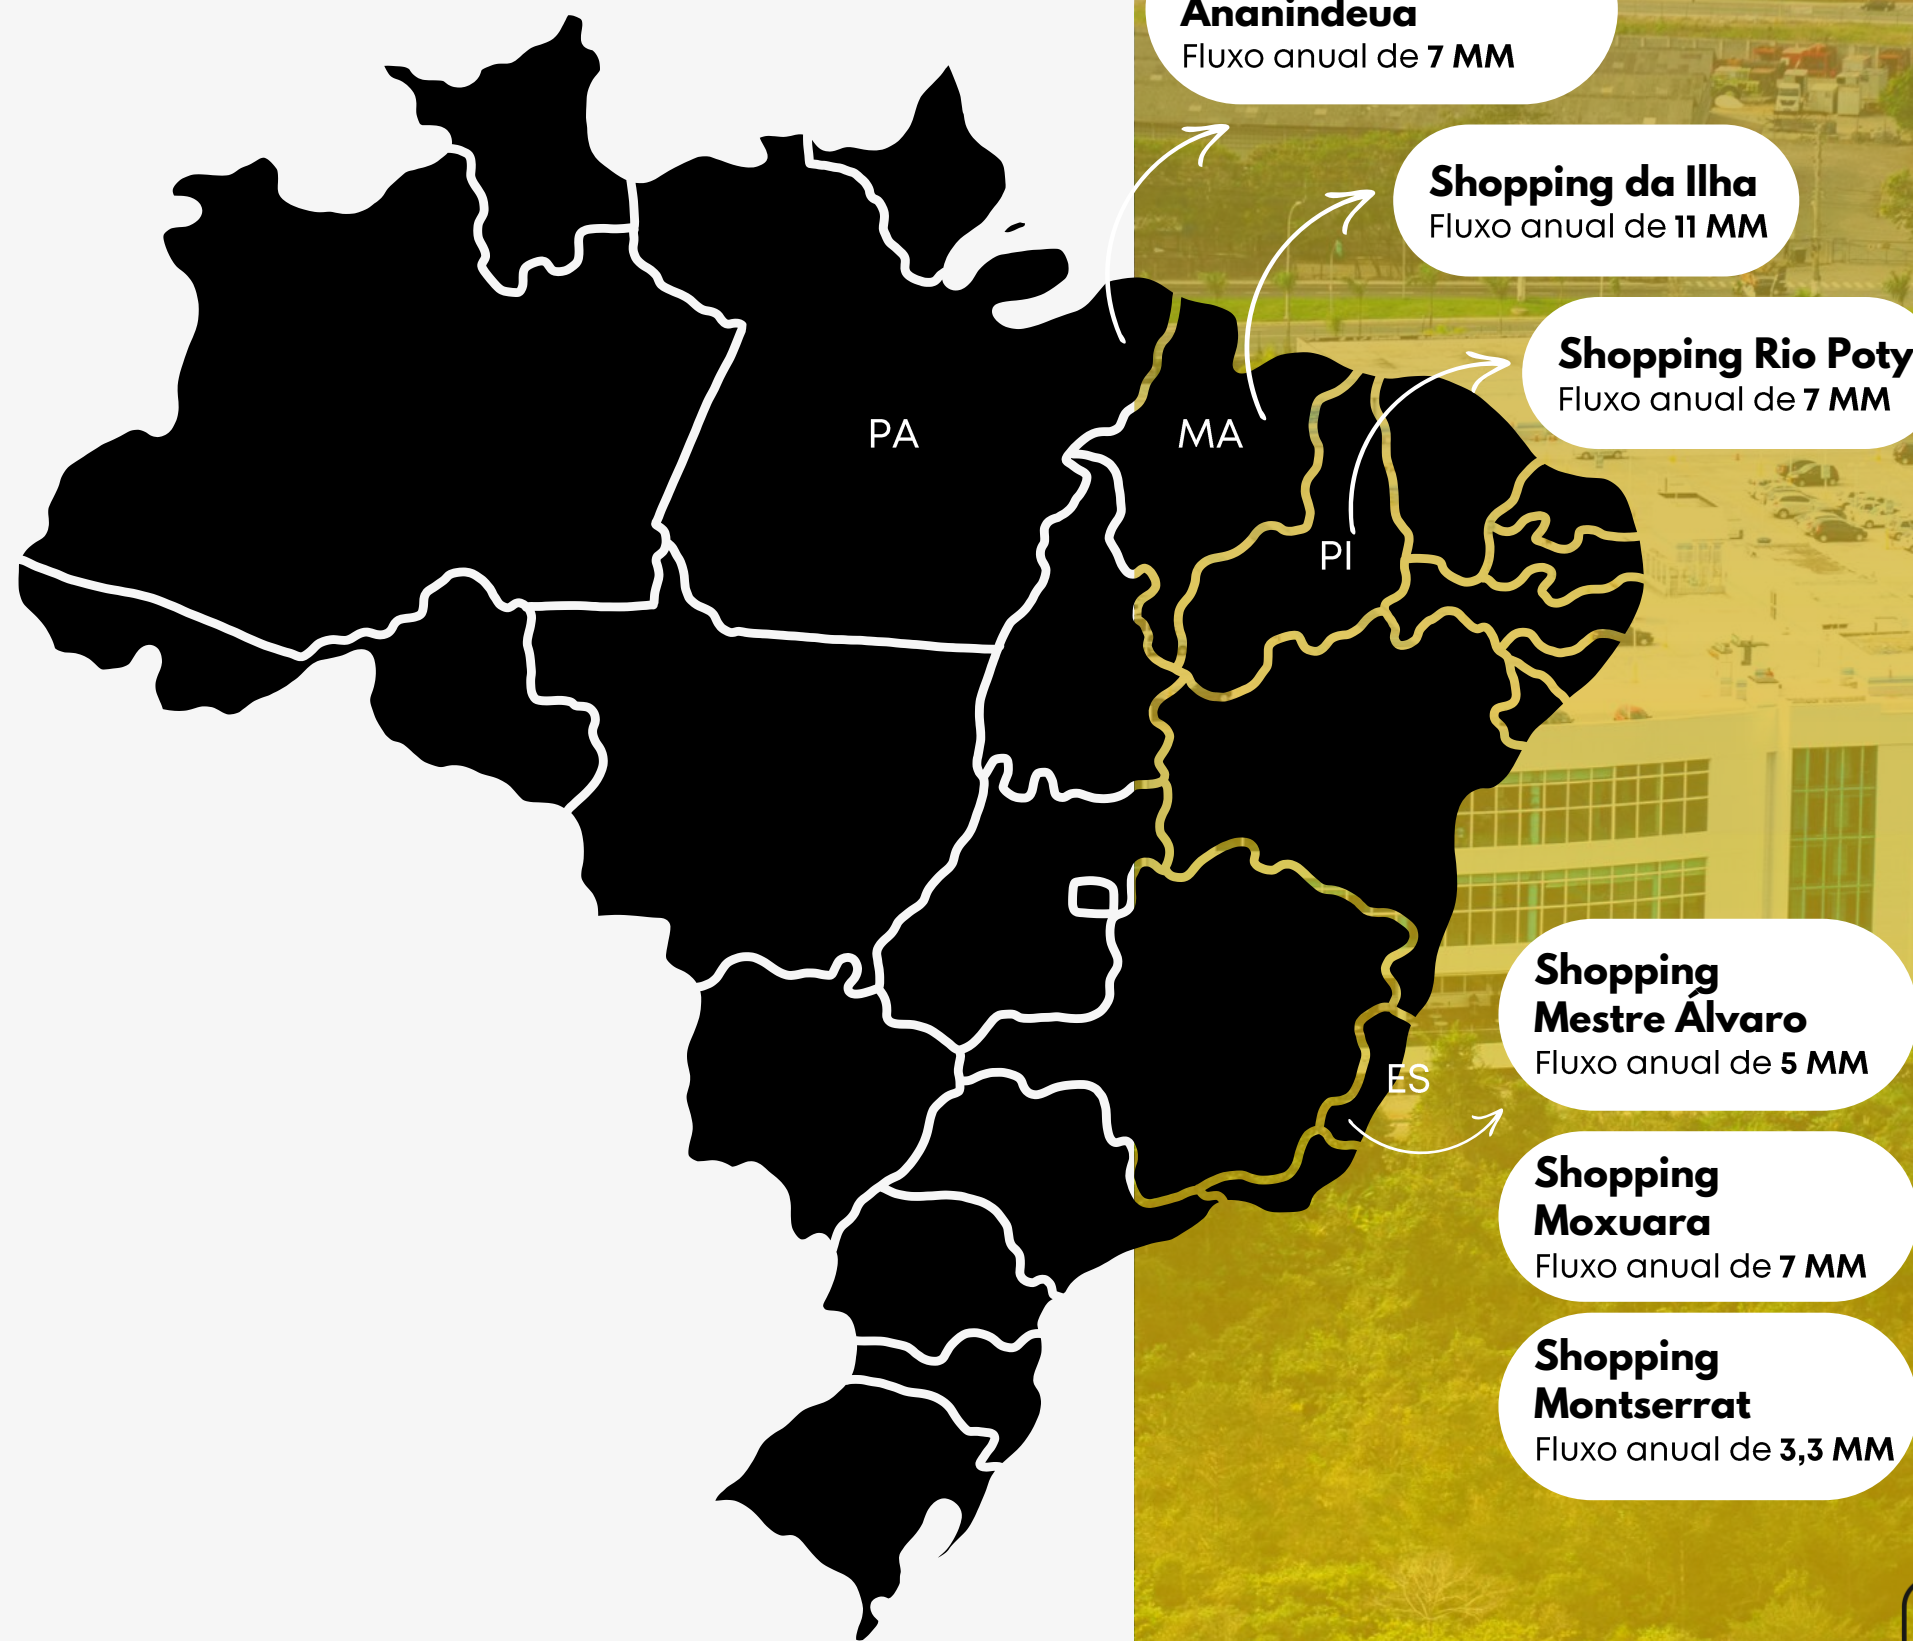 Ananindeua
Fluxo anual de 7 MM
Shopping da Ilha
Fluxo anual de 11 MM
Shopping Rio Poty
Fluxo anual de 7 MM
PA
MA
PI
Shopping
Mestre Álvaro
Fluxo anual de 5 MM
ES
Shopping
Moxuara
Fluxo anual de 7 MM
Shopping
Montserrat
Fluxo anual de 3,3 MM